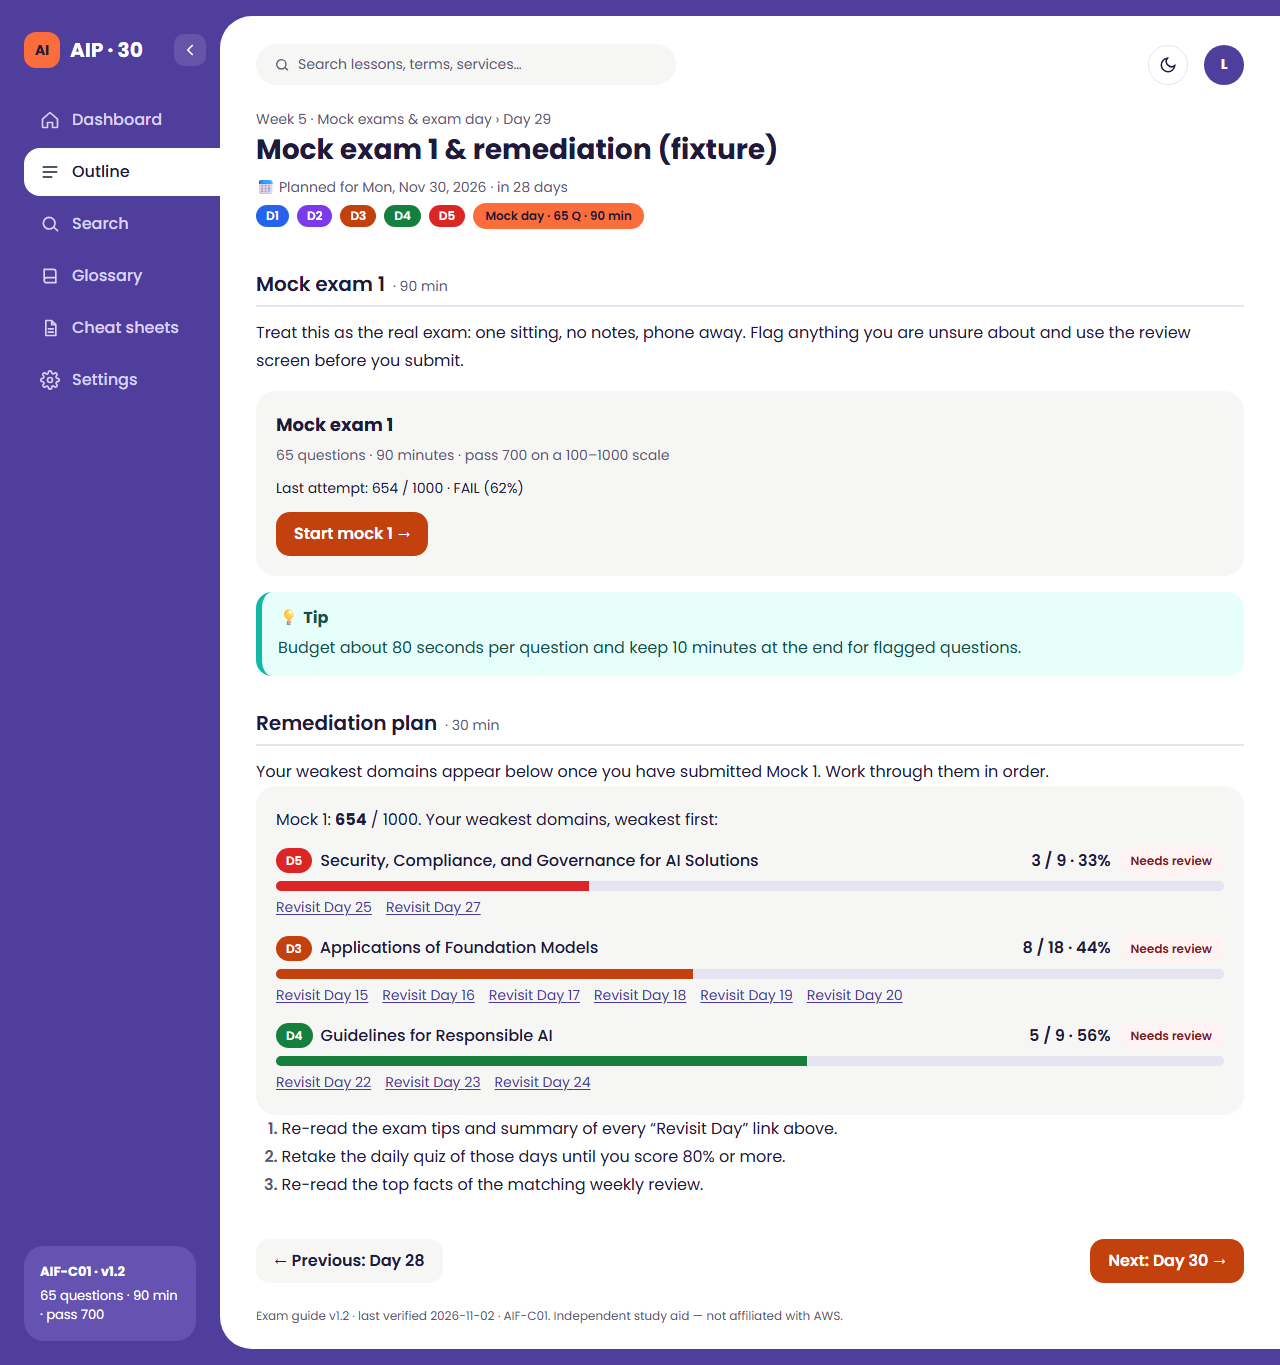 AI
AIP · 30
Dashboard
Outline
Search
Glossary
Cheat sheets
Settings
AIF-C01 · v1.2
65 questions · 90 min
· pass 700
Search lessons, terms, services...
L
Week 5 · Mock exams & exam day › Day 29
Mock exam 1 & remediation (fixture)
Planned for Mon, Nov 30, 2026 · in 28 days
D1 D2 D3 D4 D5 Mock day · 65 Q · 90 min
Mock exam 1 · 90 min
Treat this as the real exam: one sitting, no notes, phone away. Flag anything you are unsure about and use the review
screen before you submit.
Mock exam 1
65 questions · 90 minutes · pass 700 on a 100–1000 scale
Last attempt: 654 / 1000 · FAIL (62%)
Start mock 1 →
Tip
Budget about 80 seconds per question and keep 10 minutes at the end for flagged questions.
Remediation plan · 30 min
Your weakest domains appear below once you have submitted Mock 1. Work through them in order.
Mock 1: 654 / 1000. Your weakest domains, weakest first:
D5 Security, Compliance, and Governance for AI Solutions 3 / 9 · 33% Needs review
Revisit Day 25 Revisit Day 27
D3 Applications of Foundation Models 8 / 18 · 44% Needs review
Revisit Day 15 Revisit Day 16 Revisit Day 17 Revisit Day 18 Revisit Day 19 Revisit Day 20
D4 Guidelines for Responsible AI 5 / 9 · 56% Needs review
Revisit Day 22 Revisit Day 23 Revisit Day 24
1. Re-read the exam tips and summary of every “Revisit Day” link above.
2. Retake the daily quiz of those days until you score 80% or more.
3. Re-read the top facts of the matching weekly review.
← Previous: Day 28
Next: Day 30 →
Exam guide v1.2 · last verified 2026-11-02 · AIF-C01. Independent study aid — not affiliated with AWS.